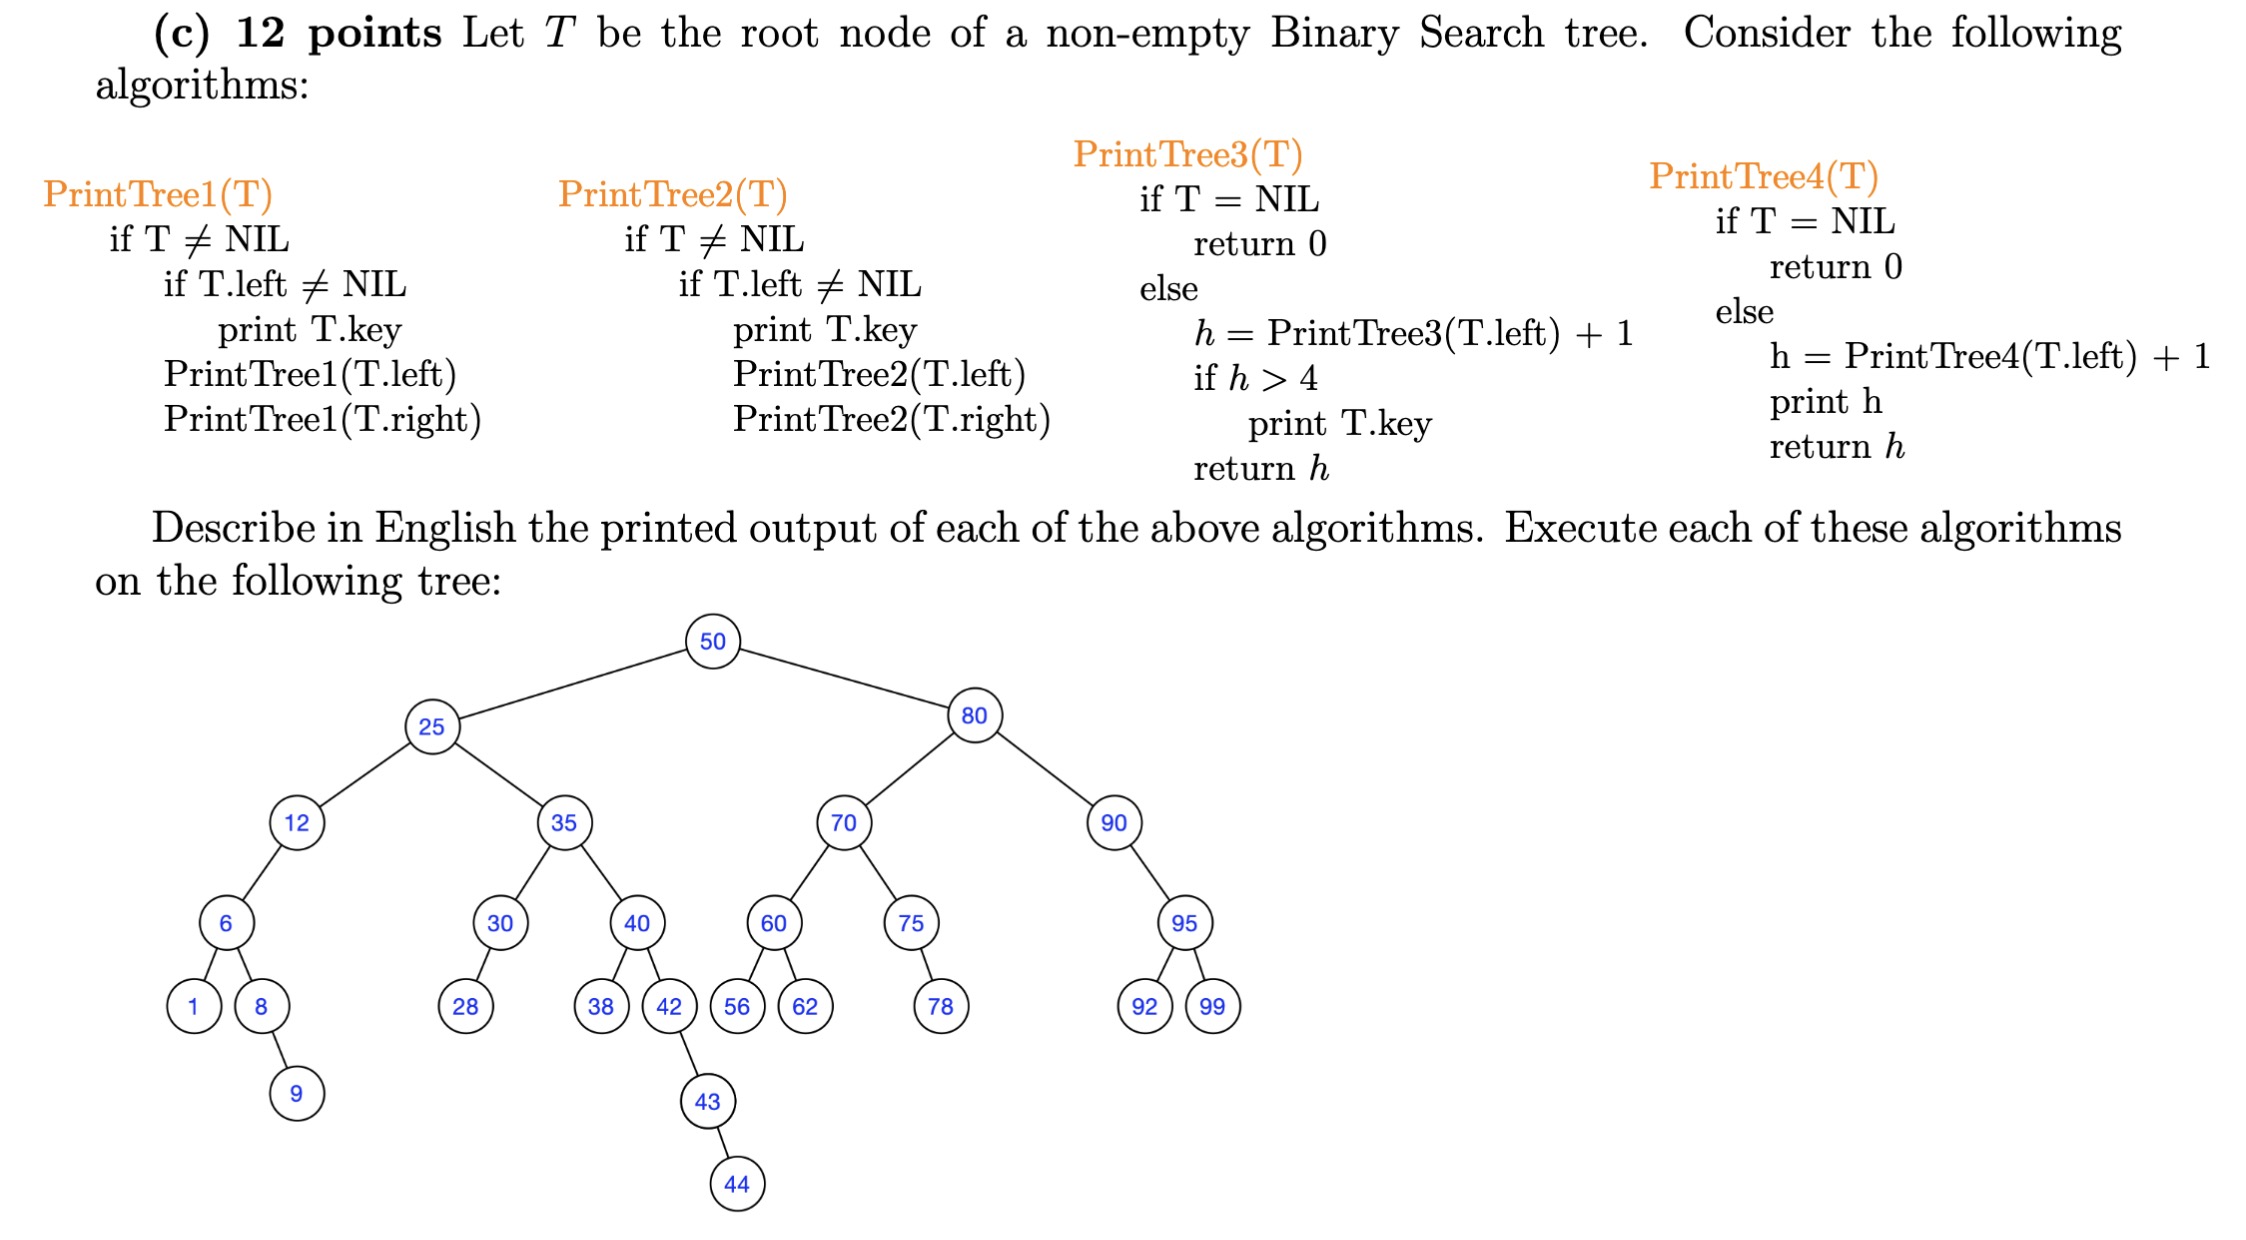 (c) 12 points Let T be the root node of a non-empty Binary Search tree. Consider the following
algorithms:
PrintTree1(T)
if T ≠ NIL
if T.left ≠ NIL
print T.key
PrintTree1(T.left)
PrintTree1(T.right)
PrintTree2(T)
if T ≠ NIL
if T.left ≠ NIL
print T.key
PrintTree2(T.left)
PrintTree2(T.right)
PrintTree3(T)
if T = NIL
return 0
else
h = PrintTree3(T.left) + 1
if h > 4
print T.key
return h
PrintTree4(T)
if T = NIL
return 0
else
h = PrintTree4(T.left) + 1
print h
return h
Describe in English the printed output of each of the above algorithms. Execute each of these algorithms
on the following tree:
50
25 80
12 35 70 90
6 30 40 60 75 95
1 8 28 38 42 56 62 78 92 99
9 43
44